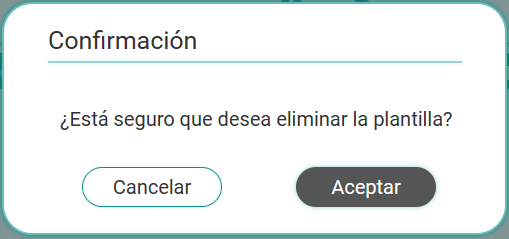 Confirmación
¿Está seguro que desea eliminar la plantilla?
Cancelar
Aceptar